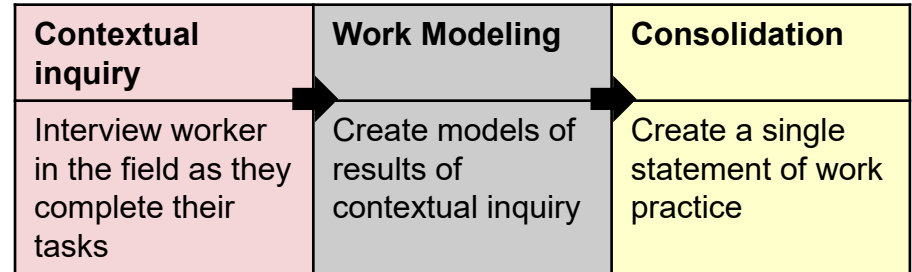 Contextual
inquiry
Work Modeling
Consolidation
Interview worker
in the field as they
complete their
tasks
Create models of
results of
contextual inquiry
Create a single
statement of work
practice